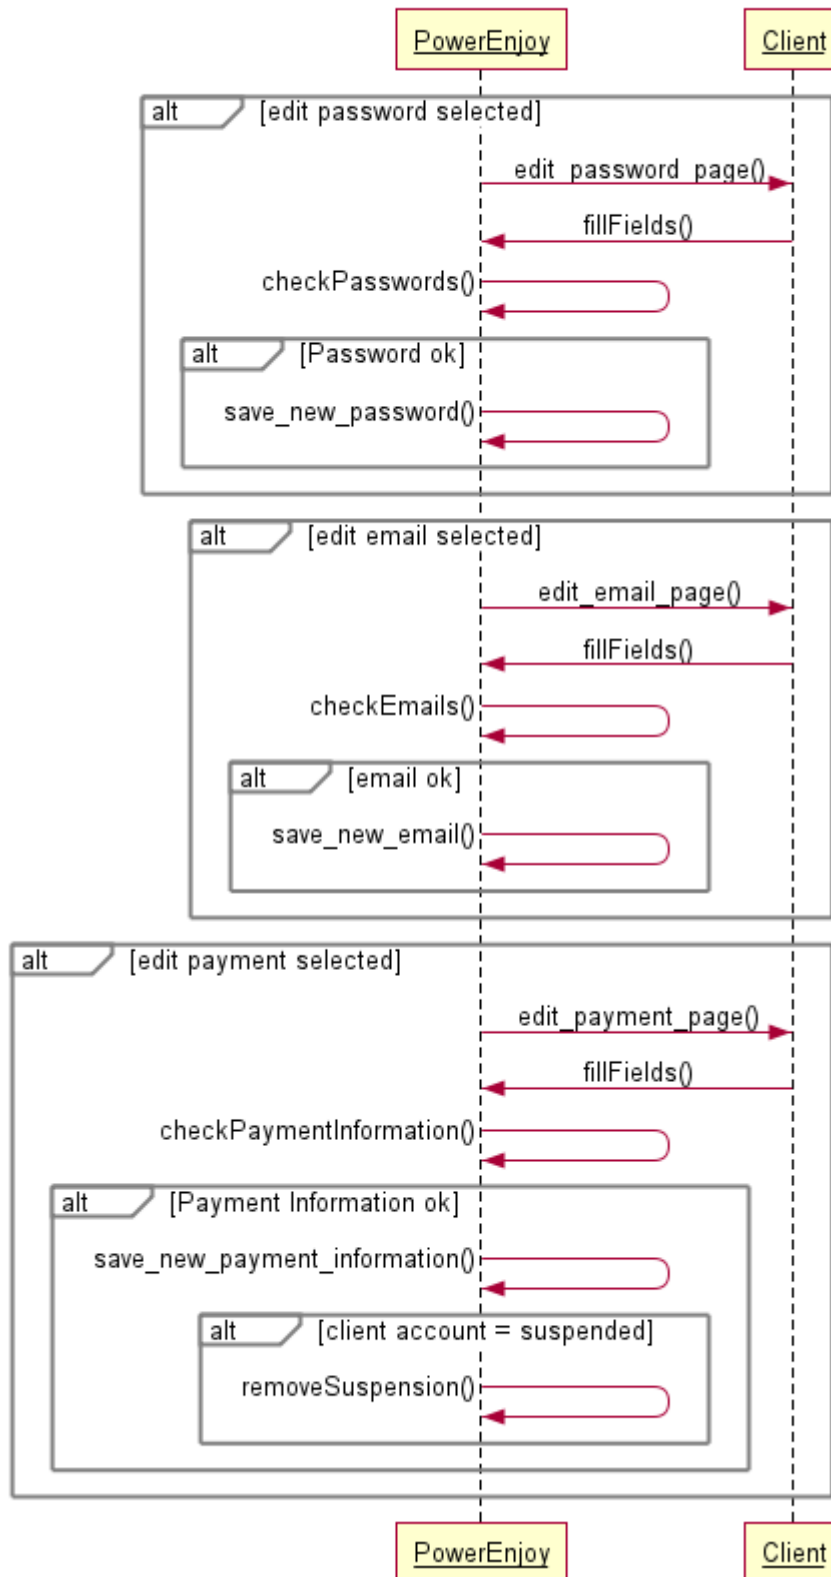 PowerEnjoy Client
alt [edit password selected]
edit_password_page()
fillFields()
checkPasswords()
alt [Password ok]
save_new_password()
alt [edit email selected]
edit_email_page()
fillFields()
checkEmails()
alt [email ok]
save_new_email()
alt [edit payment selected]
edit_payment_page()
fillFields()
checkPaymentInformation()
alt [Payment Information ok]
save_new_payment_information()
alt [client account = suspended]
removeSuspension()
PowerEnjoy Client